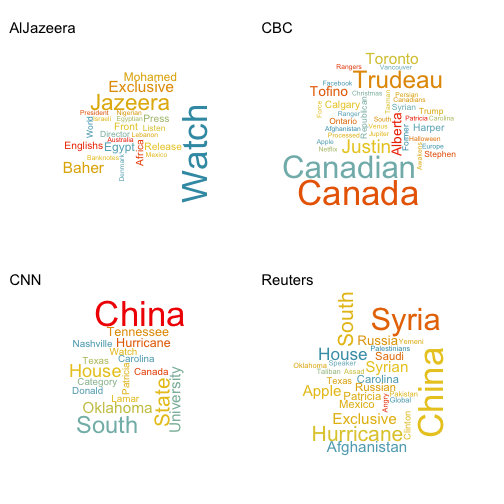 AlJazeera
Mohamed
Exclusive
Jazeera
President Nigerian
Israeli Egyptian Press
World Front Listen
Director Lebanon
Australia
Englishs Egypt Africa Release
Banknotes Mexico
Baher Denmark
Watch
CBC
Toronto
Rangers Vancouver
Trudeau
Facebook
Tofino Christmas Persian
Canadians
Force Calgary Republican Syrian Trump
Ranger South Patricia Carolina
Ontario Venus Alberta Former Harper
Afghanistan Jupiter
Processed Halloween
Apple Justin Europe
Netflix Stephen
Canadian
Canada
CNN
China
Tennessee
Nashville Hurricane
Watch
Texas Carolina
House Patricia Canada
Category
Donald State University
Lamar
Oklahoma
South
Reuters
South Syria
Russia Yemeni
House Palestinians
Saudi
Oklahoma Speaker Syrian
Taliban Assad
Texas Carolina
Apple Russian China
Patricia Pakistan
Mexico Angry Global
Exclusive
Hurricane Clinton
Afghanistan